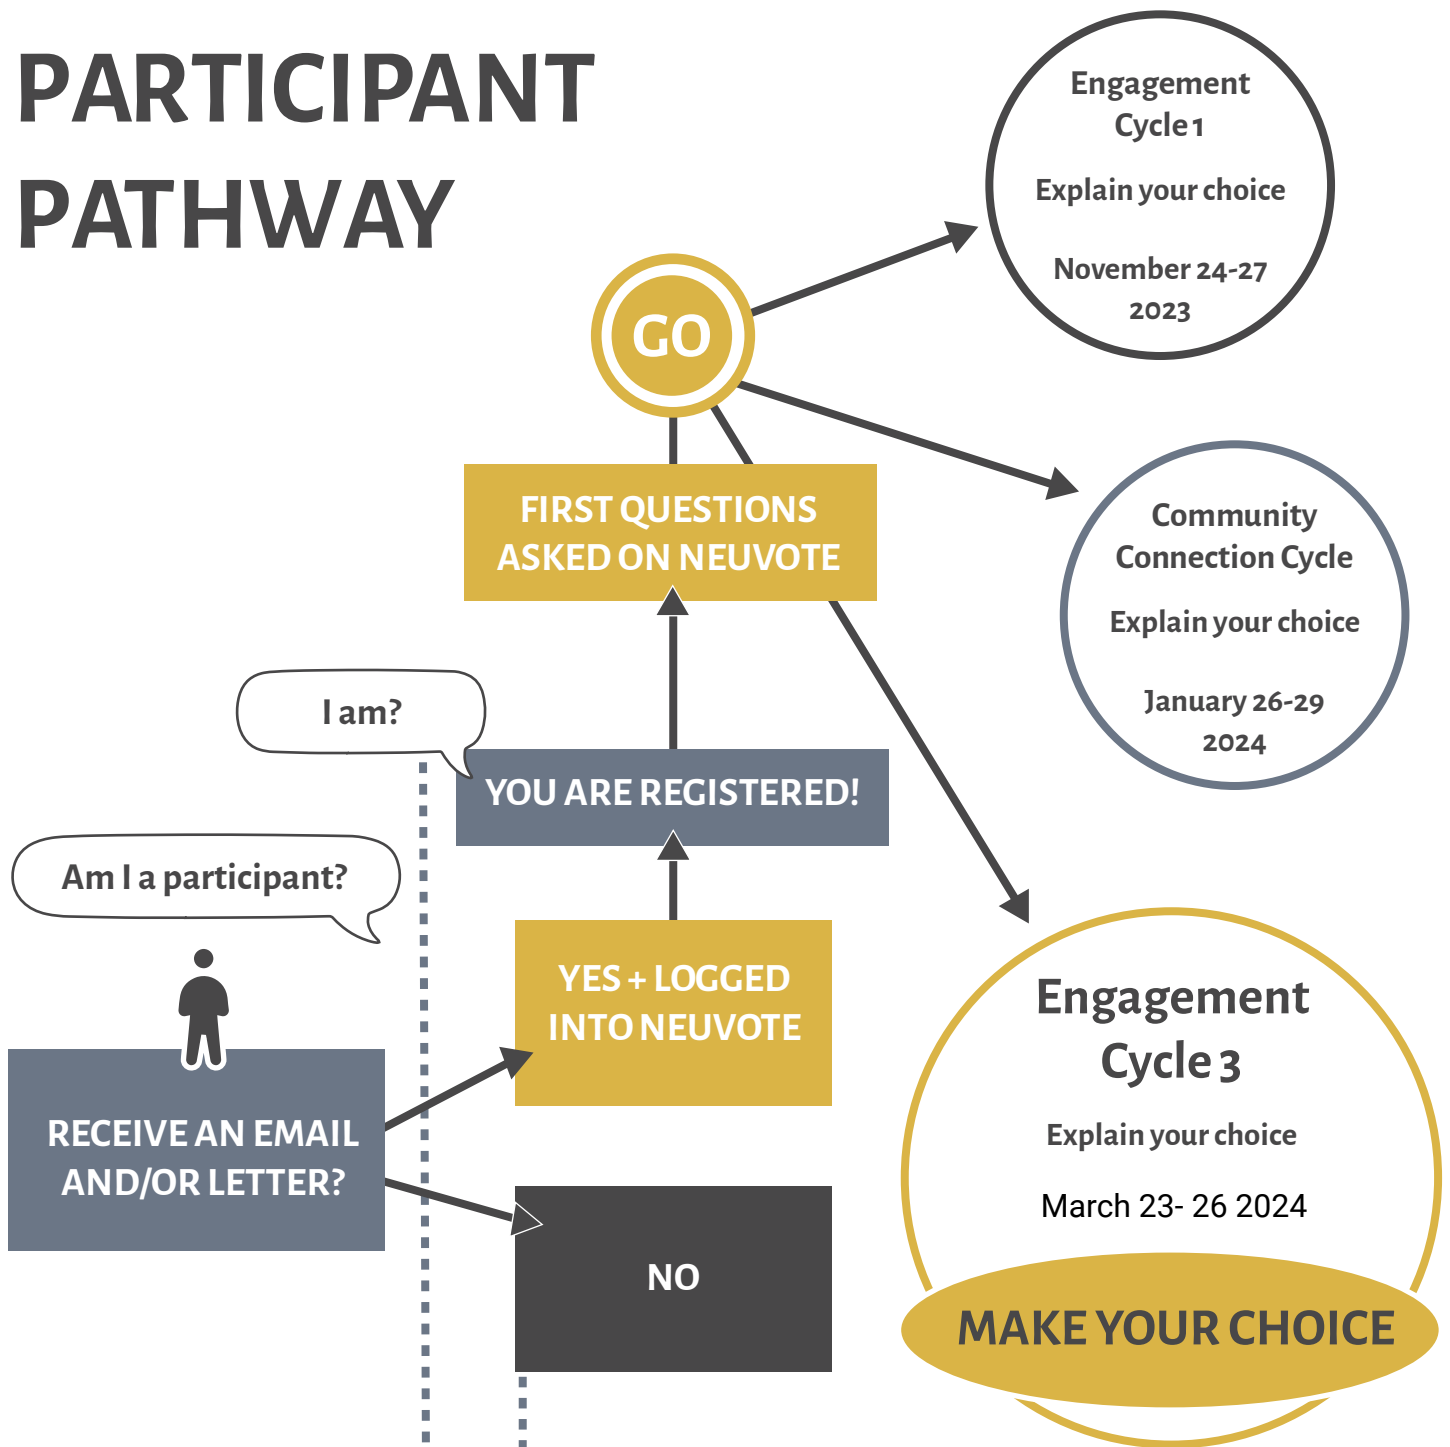 PARTICIPANT
PATHWAY
Engagement
Cycle 1
Explain your choice
November 24-27
2023
GO
FIRST QUESTIONS
ASKED ON NEUVOTE
Community
Connection Cycle
Explain your choice
January 26-29
2024
I am?
YOU ARE REGISTERED!
Am I a participant?
YES + LOGGED
INTO NEUVOTE
RECEIVE AN EMAIL
AND/OR LETTER?
NO
Engagement
Cycle 3
Explain your choice
March 23- 26 2024
MAKE YOUR CHOICE